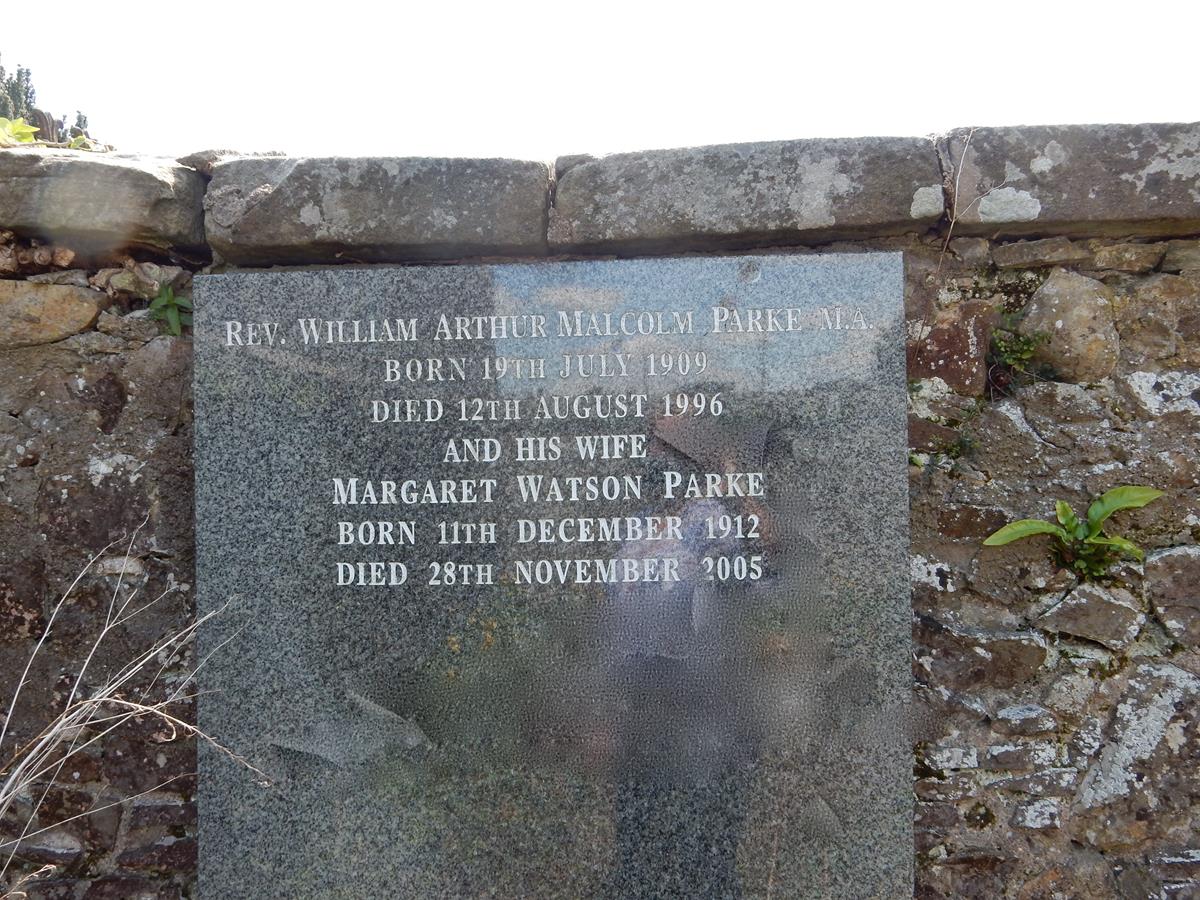 REV. WILLIAM ARTHUR MALCOLM PARKE M.A.
BORN 19TH JULY 1909
DIED 12TH AUGUST 1996
AND HIS WIFE
MARGARET WATSON PARKE
BORN 11TH DECEMBER 1912
DIED 28TH NOVEMBER 2005